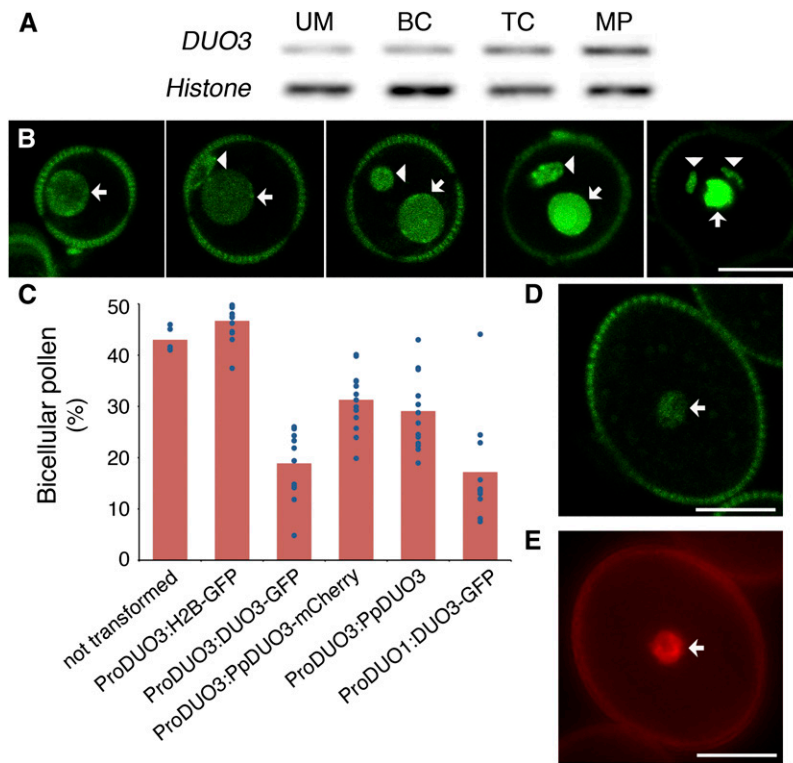 A
UM BC TC MP
DUO3
Histone
B
C
Bicellular pollen
(%)
50
40
30
20
10
0
not transformed
ProDUO3:H2B-GFP
ProDUO3:DUO3-GFP
ProDUO3:PpDUO3-mCherry
ProDUO3:PpDUO3
ProDUO1:DUO3-GFP
D
E